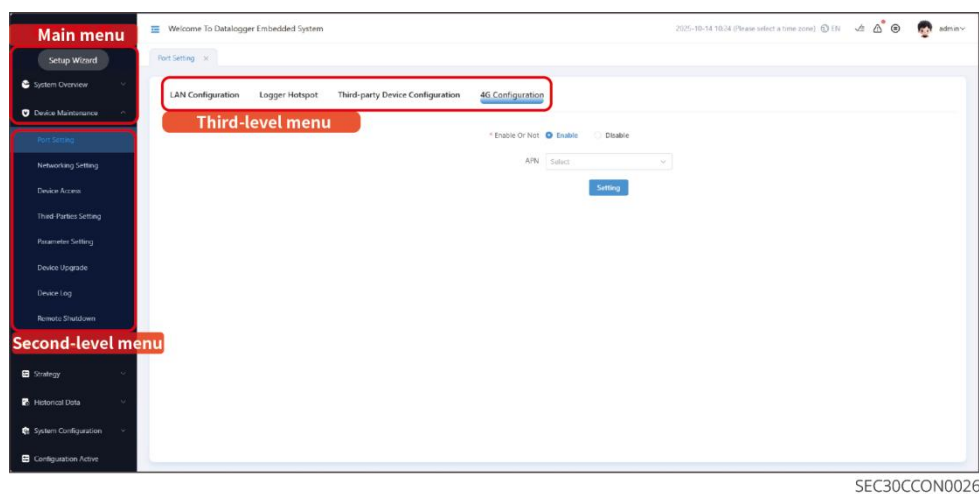 Main menu
Welcome To Datalogger Embedded System
2025-10-14 10:24 (Please select a time zone) EN
admin
Setup Wizard
Port Setting ×
System Overview
LAN Configuration Logger Hotspot Third-party Device Configuration 4G Configuration
Device Maintenance
Third-level menu
* Enable Or Not Enable Disable
Port Setting
APN Select
Networking Setting
Setting
Device Access
Third-Parties Setting
Parameter Setting
Device Upgrade
Device Log
Remote Shutdown
Second-level menu
Strategy
Historical Data
System Configuration
Configuration Active
SEC30CCON0026